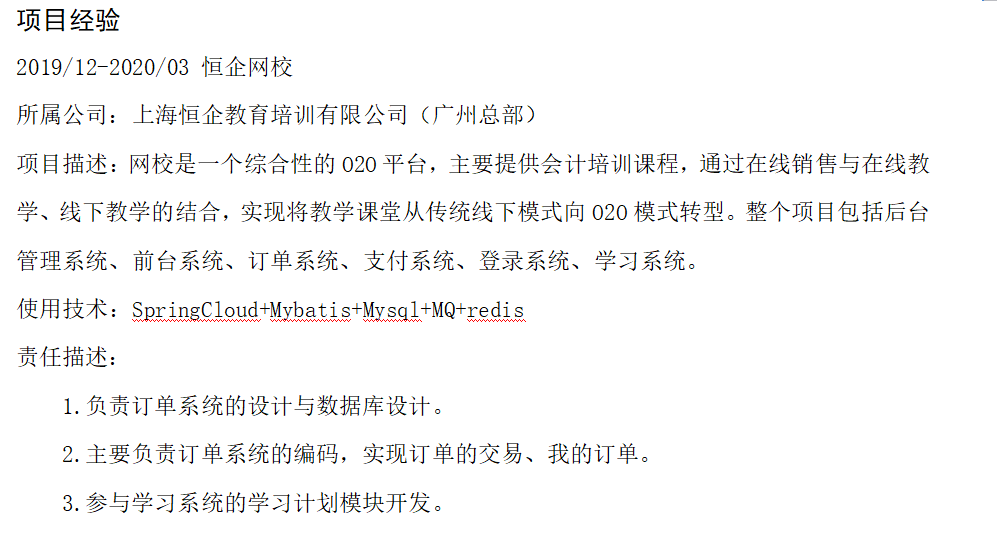 项目经验
2019/12-2020/03 恒企网校
所属公司：上海恒企教育培训有限公司（广州总部）
项目描述：网校是一个综合性的 O2O 平台，主要提供会计培训课程，通过在线销售与在线教
学、线下教学的结合，实现将教学课堂从传统线下模式向 O2O 模式转型。整个项目包括后台
管理系统、前台系统、订单系统、支付系统、登录系统、学习系统。
使用技术：SpringCloud+Mybatis+Mysql+MQ+redis
责任描述：
1.负责订单系统的设计与数据库设计。
2.主要负责订单系统的编码，实现订单的交易、我的订单。
3.参与学习系统的学习计划模块开发。